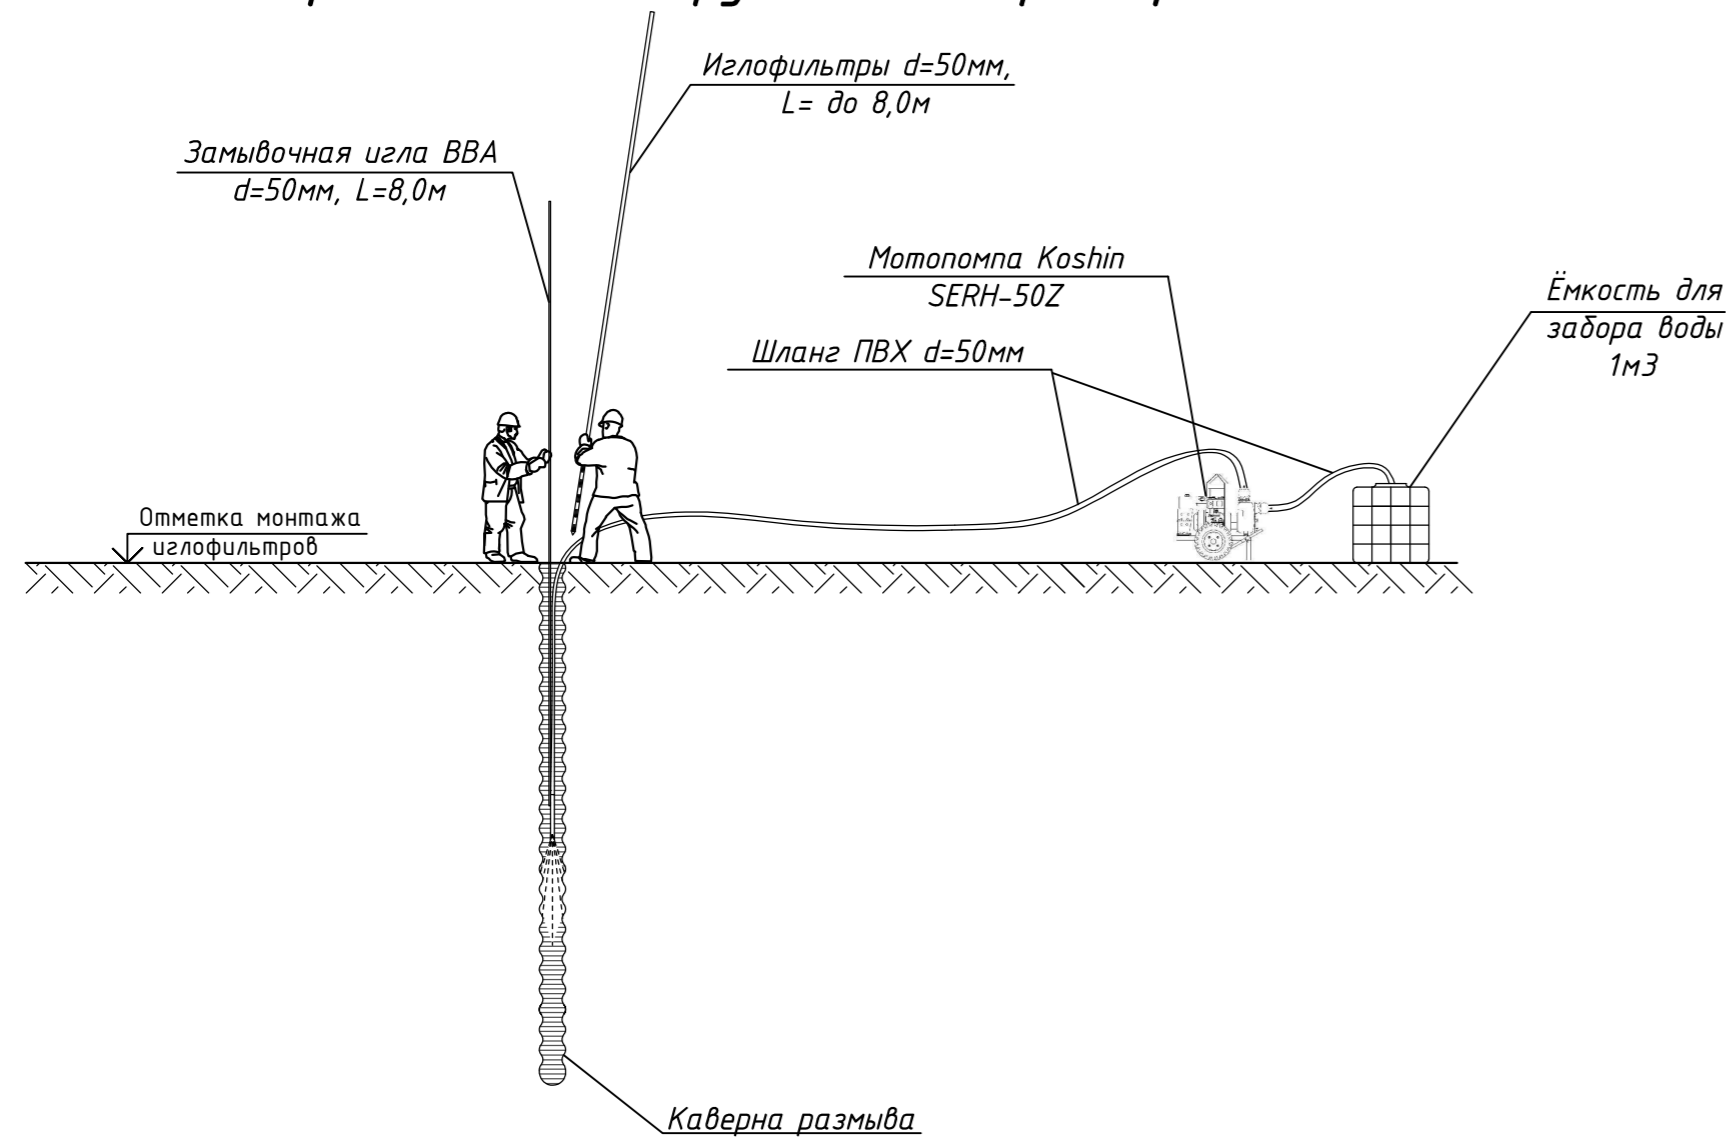 Иглофильтры d=50мм,
L= до 8,0м
Замывочная игла ВВА
d=50мм, L=8,0м
Мотопомпа Koshin
SERH-50Z
Ёмкость для
забора воды
1м3
Шланг ПВХ d=50мм
Отметка монтажа
иглофильтров
Каверна размыва